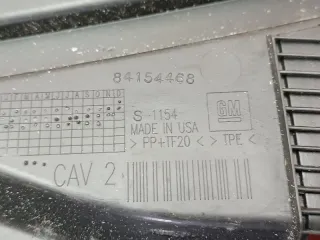 84154468
S-1154
GM
MADE IN USA
>PP+TF20< >TPE<
CAV 2